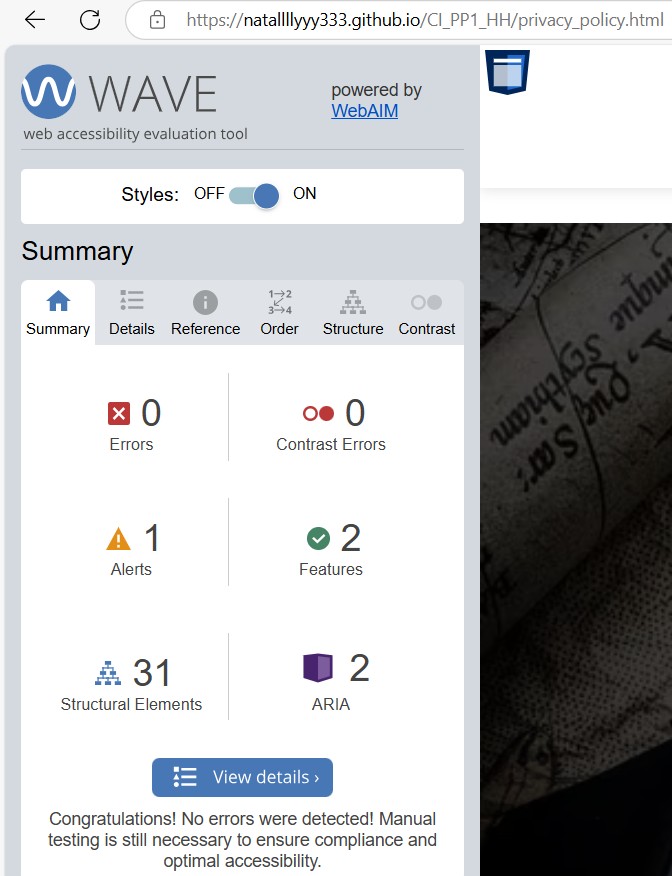 https://natallllyyy333.github.io/CI_PP1_HH/privacy_policy.html
WAVE
web accessibility evaluation tool
powered by
WebAIM
Styles: OFF ON
Summary
Summary Details Reference Order Structure Contrast
1→2
3→4
0 0
Errors Contrast Errors
1 2
Alerts Features
31 2
Structural Elements ARIA
View details ›
Congratulations! No errors were detected! Manual
testing is still necessary to ensure compliance and
optimal accessibility.